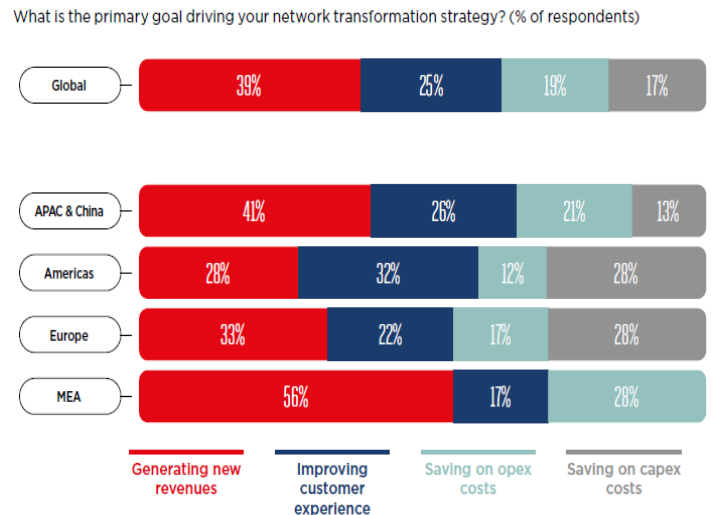 What is the primary goal driving your network transformation strategy? (% of respondents)
Global
39% 25% 19% 17%
APAC & China
41% 26% 21% 13%
Americas
28% 32% 12% 28%
Europe
33% 22% 17% 28%
MEA
56% 17% 28%
Generating new
revenues
Improving
customer
experience
Saving on opex
costs
Saving on capex
costs